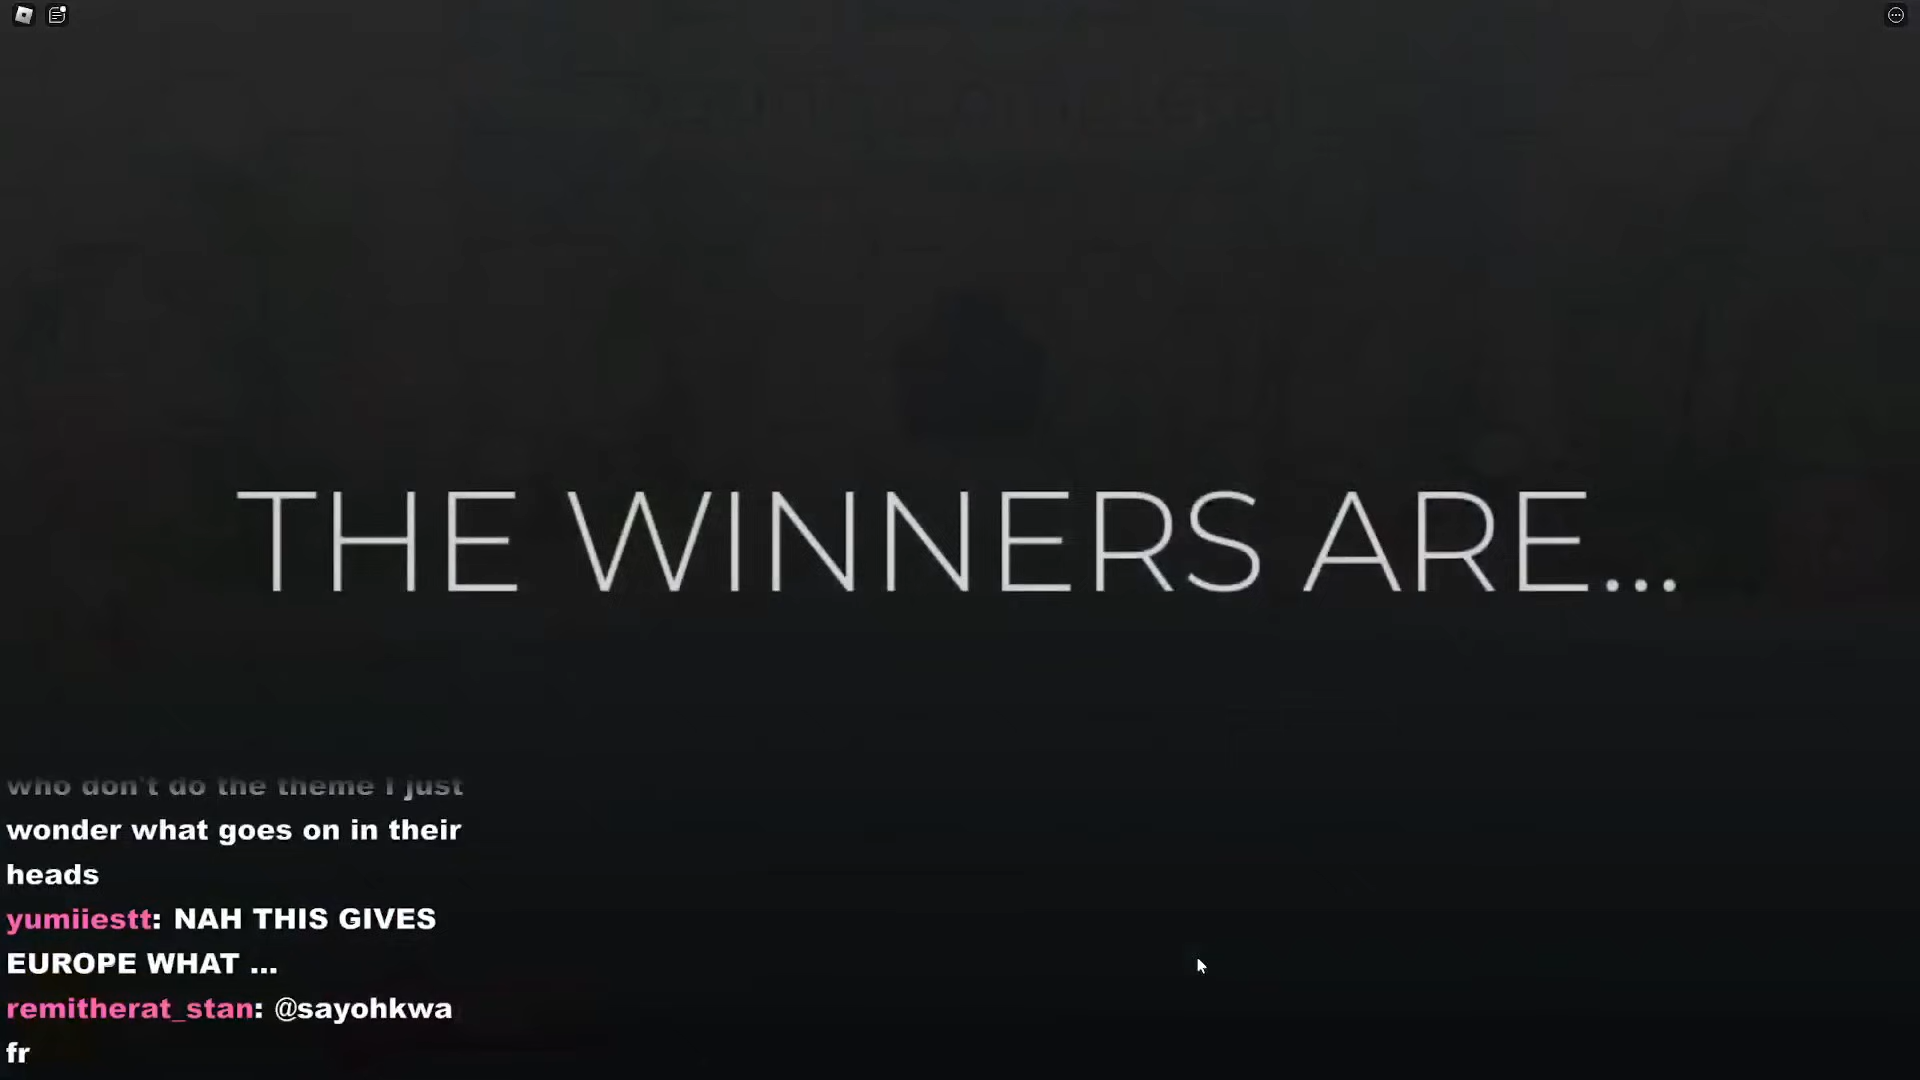 THE WINNERS ARE...
who don't do the theme I just
wonder what goes on in their
heads
yumiiestt: NAH THIS GIVES
EUROPE WHAT ...
remitherat_stan: @sayohkwa
fr